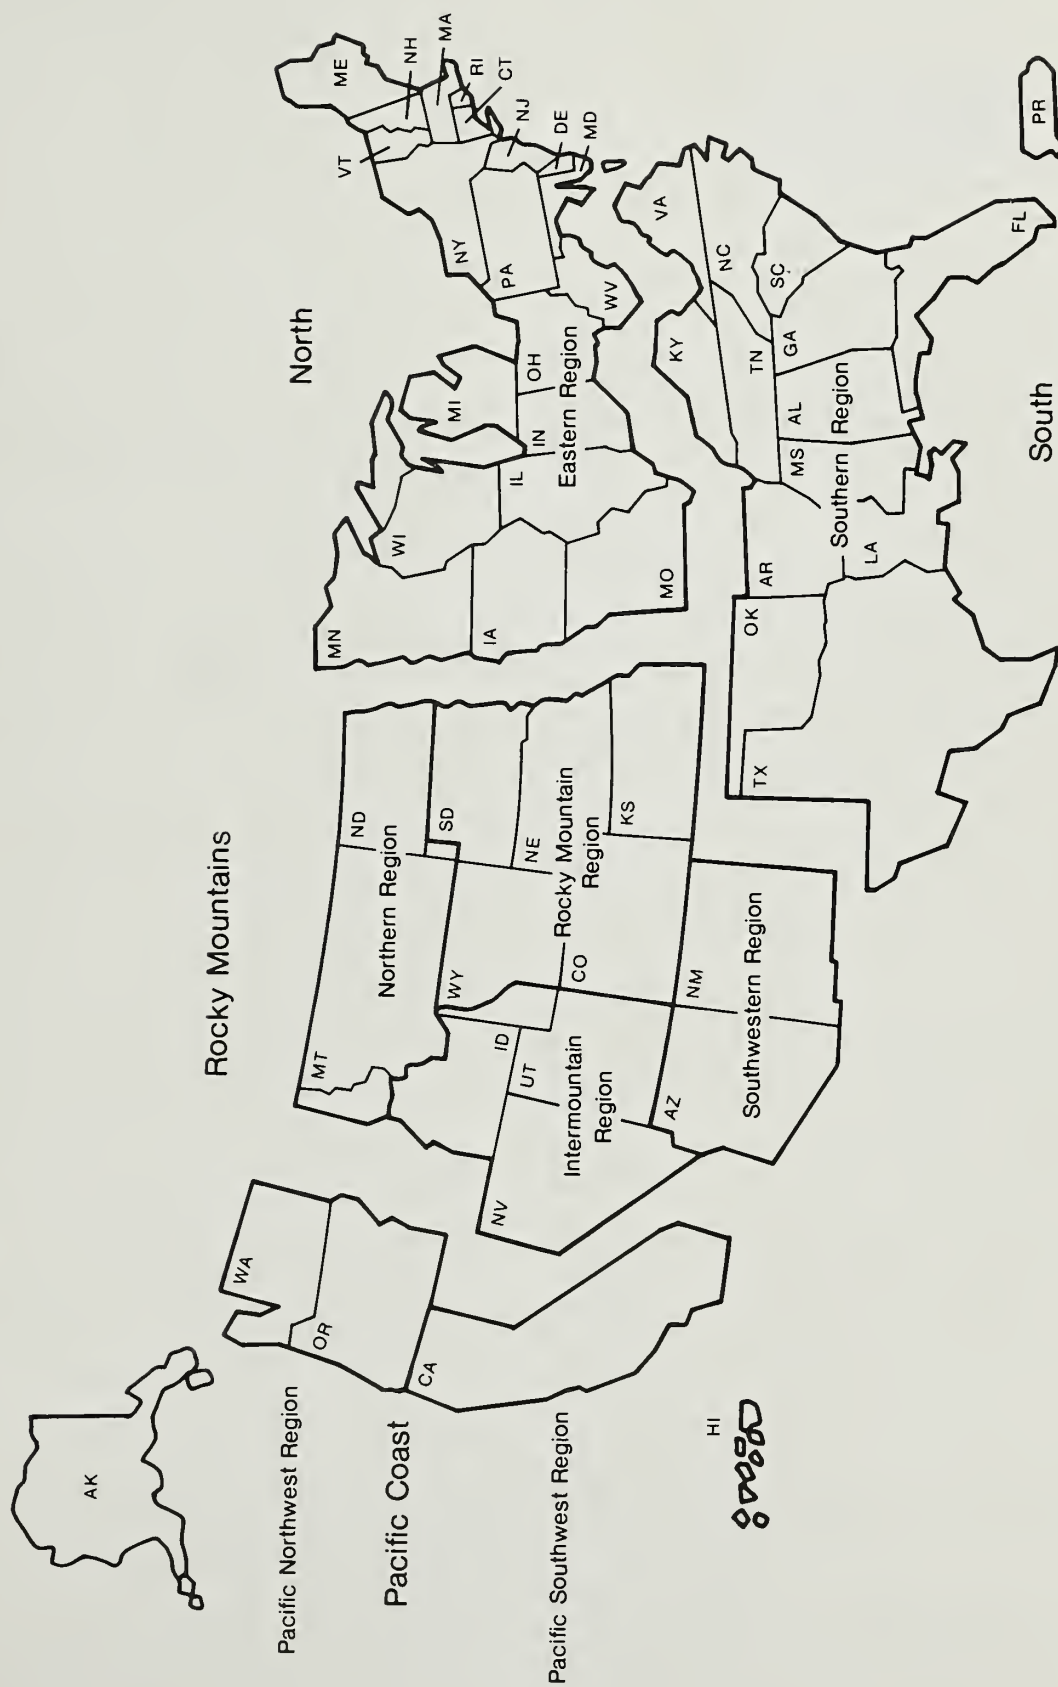 AK
Pacific Northwest Region
Pacific Coast
Pacific Southwest Region
WA
OR
CA
HI
Rocky Mountains
MT
ND
Northern Region
SD
WY
ID
NE
Rocky Mountain
Region
KS
CO
UT
NV
Intermountain
Region
AZ
NM
Southwestern Region
North
MN
WI
MI
IA
IL
IN
OH
Eastern Region
MO
ME
VT
NH
MA
RI
CT
NY
NJ
PA
DE
MD
WV
KY
VA
TN
NC
SC
GA
AL
MS
Southern
Region
AR
LA
OK
TX
FL
PR
South